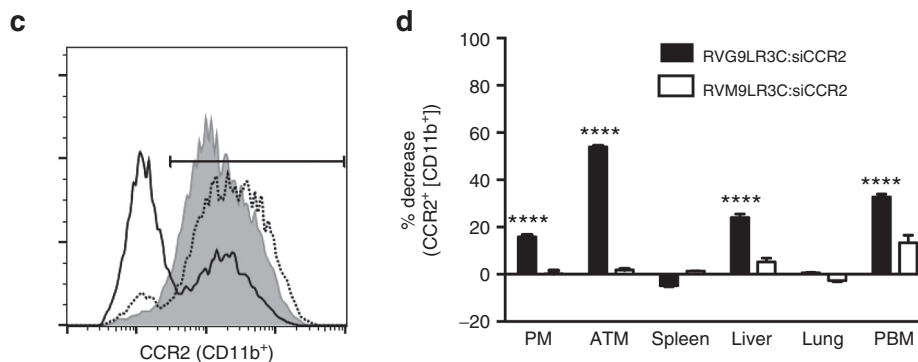 c
CCR2 (CD11b⁺)
d
% decrease
(CCR2⁺ [CD11b⁺])
100
80
60
40
20
0
–20
RVG9LR3C:siCCR2
RVM9LR3C:siCCR2
****
****
****
****
PM ATM Spleen Liver Lung PBM